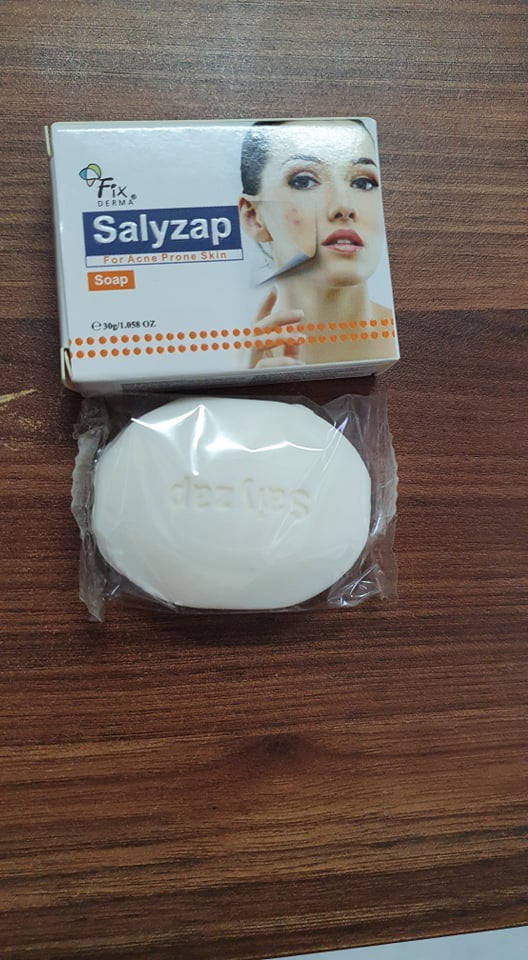 Fix
DERMA®
Salyzap
For Acne Prone Skin
Soap
℮ 30g/1.058 OZ
Salyzap